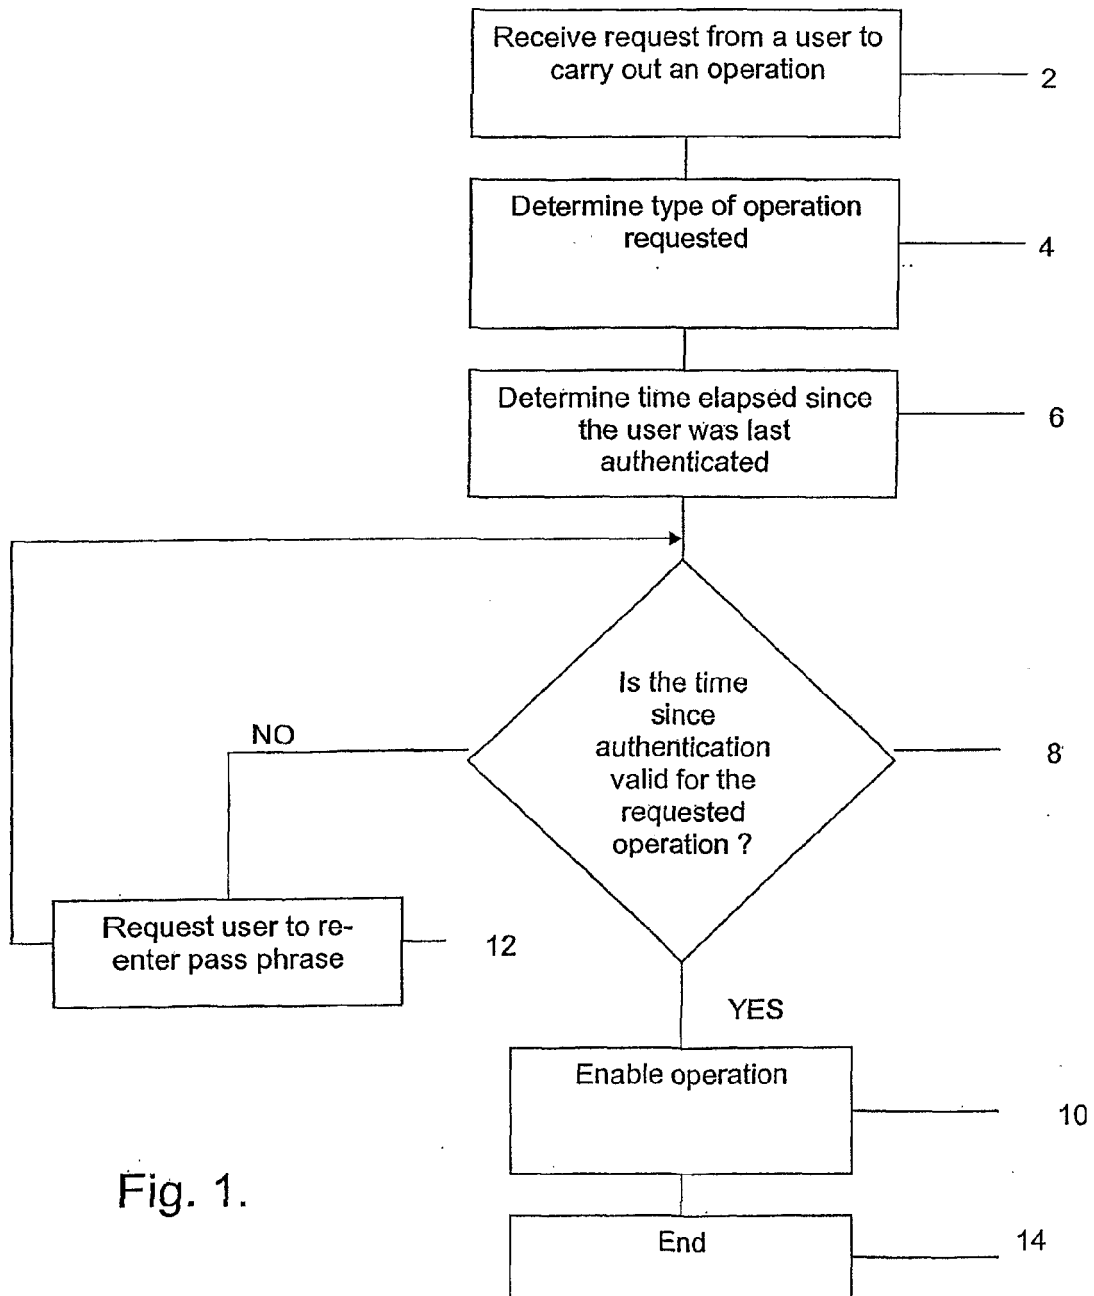 Receive request from a user to
carry out an operation
2
Determine type of operation
requested
4
Determine time elapsed since
the user was last
authenticated
6
Is the time
since
authentication
valid for the
requested
operation ?
8
NO
Request user to re-
enter pass phrase
12
YES
Enable operation
10
End
14
Fig. 1.